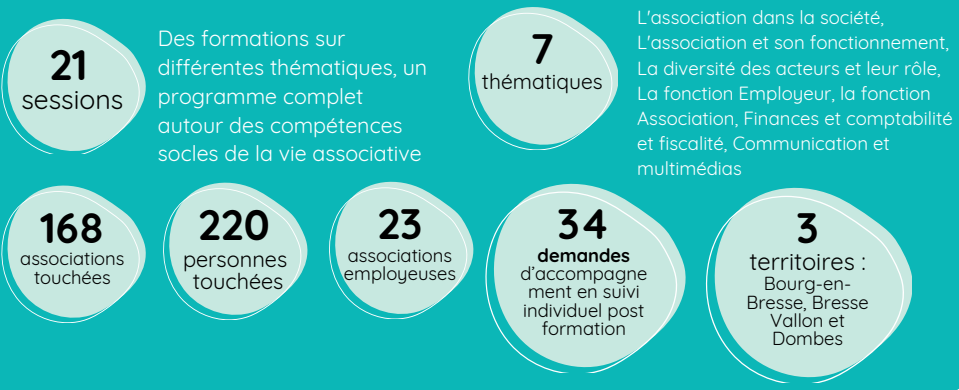 21
sessions
Des formations sur
différentes thématiques, un
programme complet
autour des compétences
socles de la vie associative
7
thématiques
L'association dans la société,
L'association et son fonctionnement,
La diversité des acteurs et leur rôle,
La fonction Employeur, la fonction
Association, Finances et comptabilité
et fiscalité, Communication et
multimédias
168
associations
touchées
220
personnes
touchées
23
associations
employeuses
34
demandes
d'accompagne
ment en suivi
individuel post
formation
3
territoires :
Bourg-en-
Bresse, Bresse
Vallon et
Dombes